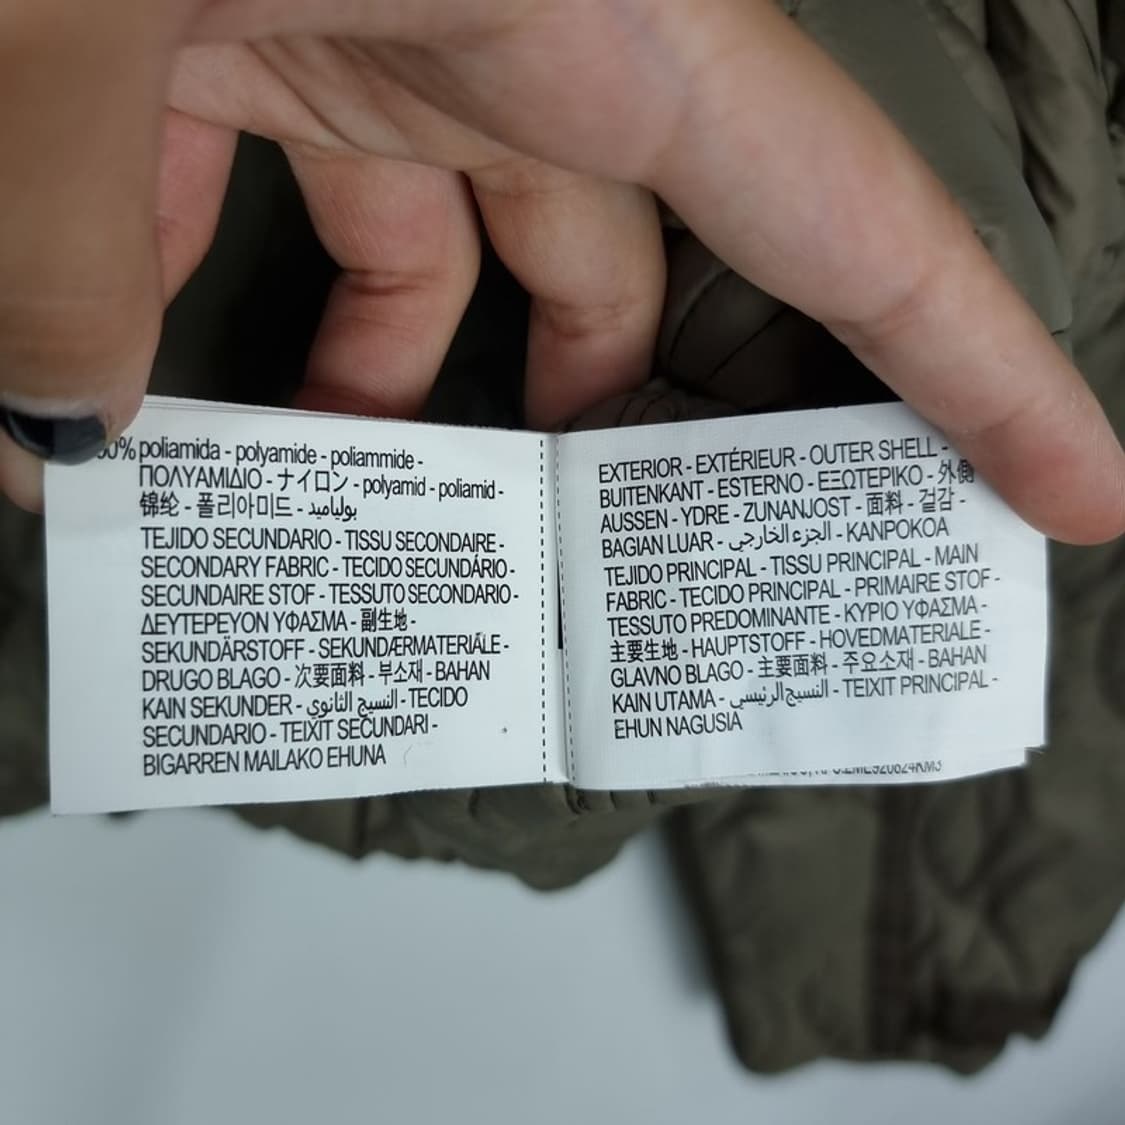 poliamida - polyamide - poliammide -
ΠΟΛΥΑΜΙΔΙΟ - ナイロン - polyamid - poliamid -
锦纶 - 폴리아미드 - بولياميد
TEJIDO SECUNDARIO - TISSU SECONDAIRE -
SECONDARY FABRIC - TECIDO SECUNDÁRIO -
SECUNDAIRE STOF - TESSUTO SECONDARIO -
ΔΕΥΤΕΡΕΥΟΝ ΥΦΑΣΜΑ - 副生地 -
SEKUNDÄRSTOFF - SEKUNDÆRMATERIALE -
DRUGO BLAGO - 次要面料 - 부소재 - BAHAN
KAIN SEKUNDER - النسيج الثانوي - TECIDO
SECUNDARIO - TEIXIT SECUNDARI -
BIGARREN MAILAKO EHUNA
EXTERIOR - EXTÉRIEUR - OUTER SHELL -
BUITENKANT - ESTERNO - ΕΞΩΤΕΡΙΚΟ - 外側
AUSSEN - YDRE - ZUNANJOST - 面料 - 겉감 -
BAGIAN LUAR - الجزء الخارجي - KANPOKOA
TEJIDO PRINCIPAL - TISSU PRINCIPAL - MAIN
FABRIC - TECIDO PRINCIPAL - PRIMAIRE STOF -
TESSUTO PREDOMINANTE - ΚΥΡΙΟ ΥΦΑΣΜΑ -
主要生地 - HAUPTSTOFF - HOVEDMATERIALE -
GLAVNO BLAGO - 主要面料 - 주요소재 - BAHAN
KAIN UTAMA - النسيج الرئيسي - TEIXIT PRINCIPAL -
EHUN NAGUSIA